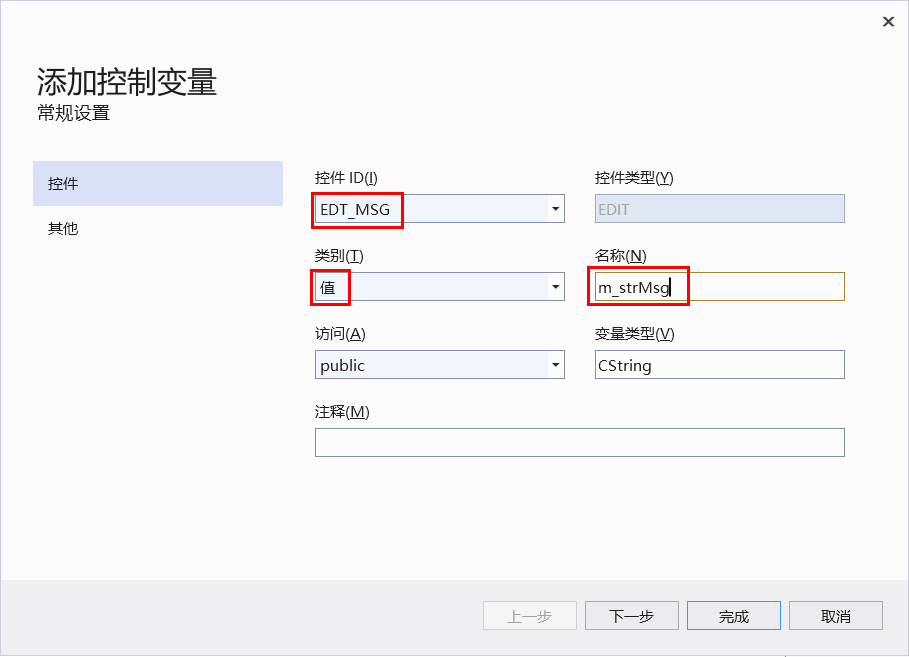 添加控制变量
常规设置
控件
其他
控件 ID(I)
控件类型(Y)
EDT_MSG
EDIT
类别(T)
名称(N)
值
m_strMsg
访问(A)
变量类型(V)
public
CString
注释(M)
上一步
下一步
完成
取消